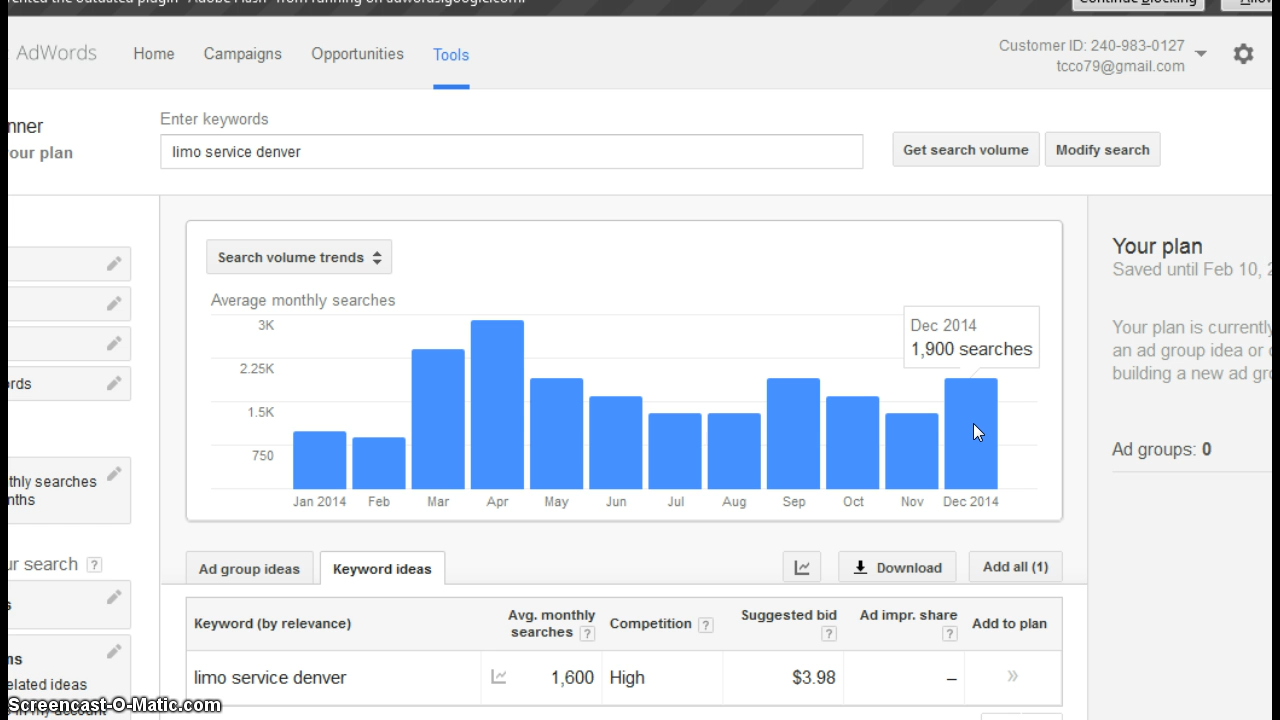 AdWords Home Campaigns Opportunities Tools
Customer ID: 240-983-0127
tcco79@gmail.com
nner
our plan
Enter keywords
limo service denver
Get search volume Modify search
Search volume trends
Average monthly searches
3K
2.25K
1.5K
750
Dec 2014
1,900 searches
Jan 2014 Feb Mar Apr May Jun Jul Aug Sep Oct Nov Dec 2014
Your plan
Saved until Feb 10,
Your plan is currently
an ad group idea or
building a new ad gro
Ad groups: 0
rds
thly searches
nths
ur search ?
ns
elated ideas
Ad group ideas Keyword ideas Download Add all (1)
Keyword (by relevance) Avg. monthly searches ? Competition ? Suggested bid ? Ad impr. share ? Add to plan
limo service denver 1,600 High $3.98 – »
Screencast-O-Matic.com